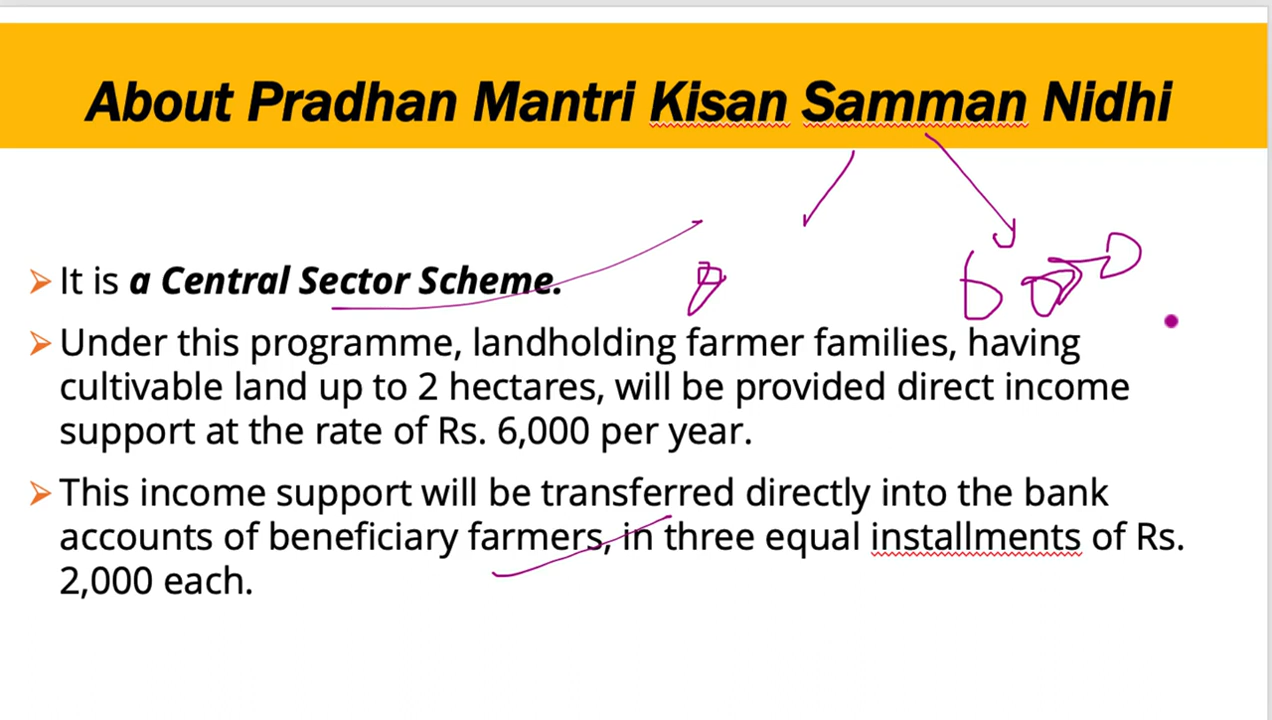 About Pradhan Mantri Kisan Samman Nidhi
6000
➢ It is a Central Sector Scheme.
➢ Under this programme, landholding farmer families, having
cultivable land up to 2 hectares, will be provided direct income
support at the rate of Rs. 6,000 per year.
➢ This income support will be transferred directly into the bank
accounts of beneficiary farmers, in three equal installments of Rs.
2,000 each.